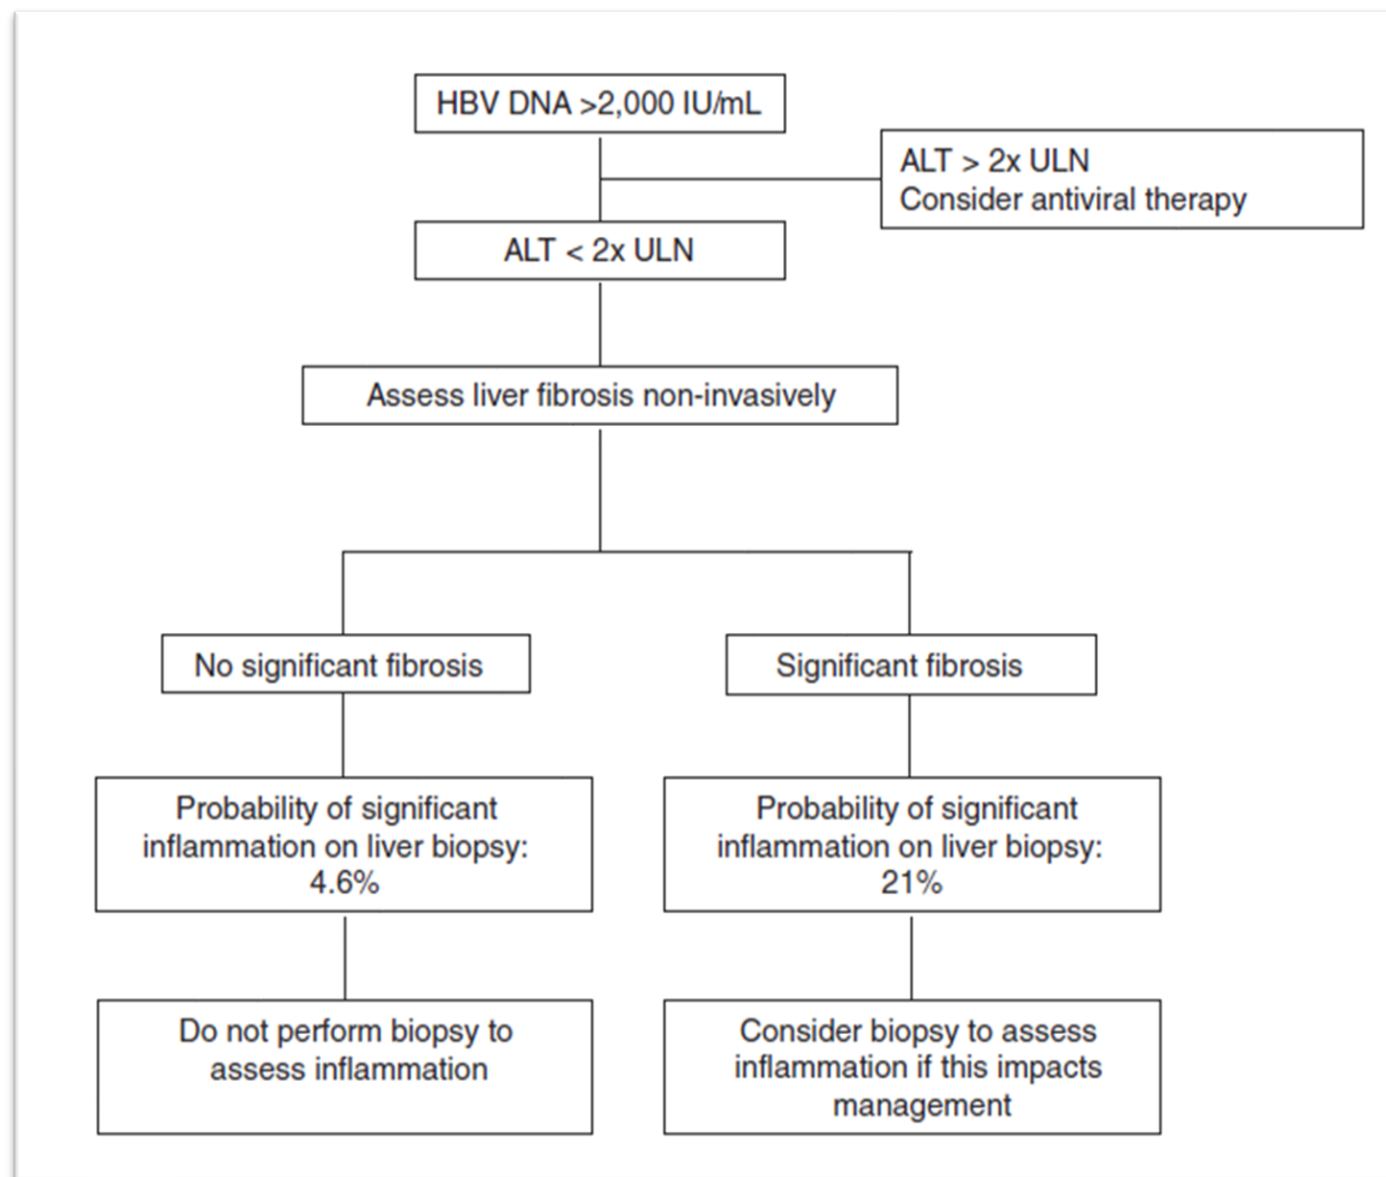 HBV DNA >2,000 IU/mL
ALT > 2x ULN
Consider antiviral therapy
ALT < 2x ULN
Assess liver fibrosis non-invasively
No significant fibrosis
Significant fibrosis
Probability of significant
inflammation on liver biopsy:
4.6%
Probability of significant
inflammation on liver biopsy:
21%
Do not perform biopsy to
assess inflammation
Consider biopsy to assess
inflammation if this impacts
management